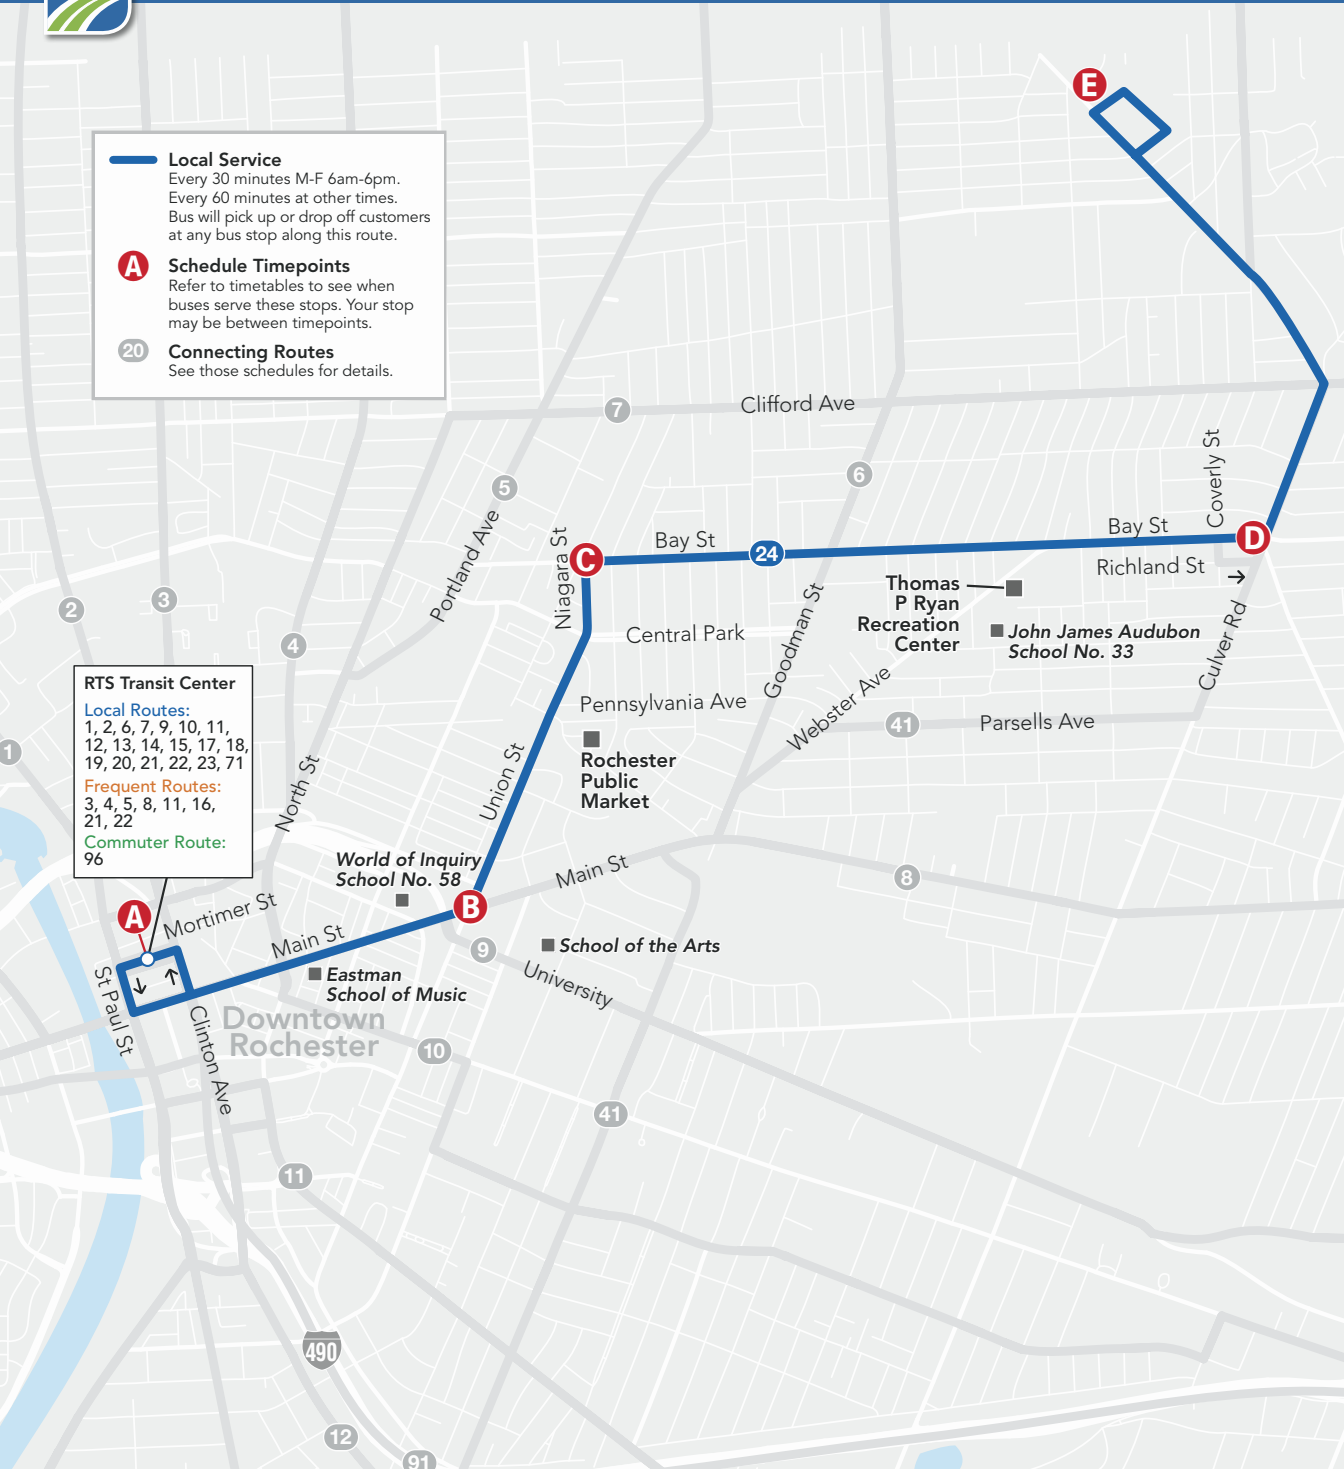 E
Local Service
Every 30 minutes M-F 6am-6pm.
Every 60 minutes at other times.
Bus will pick up or drop off customers
at any bus stop along this route.
A
Schedule Timepoints
Refer to timetables to see when
buses serve these stops. Your stop
may be between timepoints.
20
Connecting Routes
See those schedules for details.
7
Clifford Ave
6
5
Coverly St
Portland Ave
Niagara St
C
Bay St
24
Bay St
D
Richland St
Thomas
P Ryan
Recreation
Center
John James Audubon
School No. 33
2
3
4
Central Park
Goodman St
Culver Rd
Pennsylvania Ave
Webster Ave
41
Parsells Ave
RTS Transit Center
Local Routes:
1, 2, 6, 7, 9, 10, 11,
12, 13, 14, 15, 17, 18,
19, 20, 21, 22, 23, 71
Frequent Routes:
3, 4, 5, 8, 11, 16,
21, 22
Commuter Route:
96
1
North St
Union St
Rochester
Public
Market
World of Inquiry
School No. 58
Main St
8
B
A
Mortimer St
Main St
9
School of the Arts
Eastman
School of Music
University
St Paul St
Clinton Ave
Downtown
Rochester
10
41
11
490
12
91